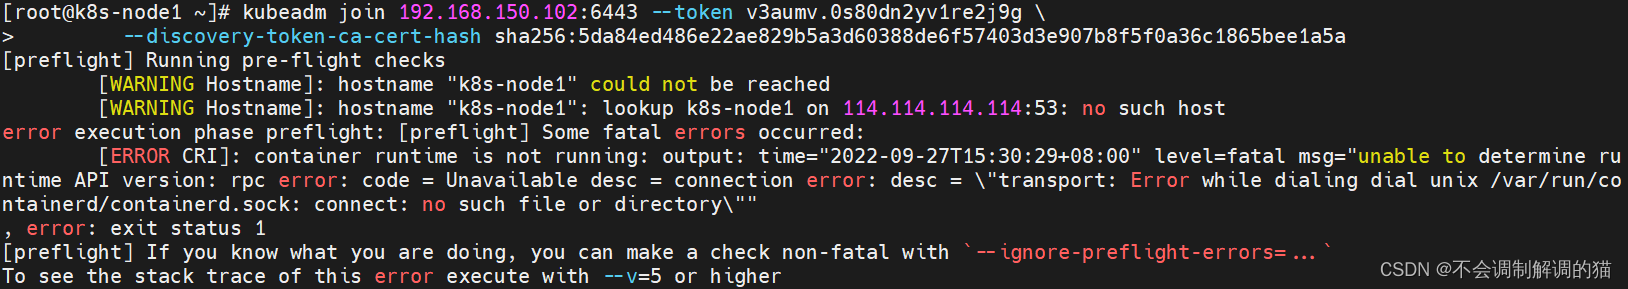 [root@k8s-node1 ~]# kubeadm join 192.168.150.102:6443 --token v3aumv.0s80dn2yv1re2j9g \
>         --discovery-token-ca-cert-hash sha256:5da84ed486e22ae829b5a3d60388de6f57403d3e907b8f5f0a36c1865bee1a5a
[preflight] Running pre-flight checks
        [WARNING Hostname]: hostname "k8s-node1" could not be reached
        [WARNING Hostname]: hostname "k8s-node1": lookup k8s-node1 on 114.114.114.114:53: no such host
error execution phase preflight: [preflight] Some fatal errors occurred:
        [ERROR CRI]: container runtime is not running: output: time="2022-09-27T15:30:29+08:00" level=fatal msg="unable to determine ru
ntime API version: rpc error: code = Unavailable desc = connection error: desc = \"transport: Error while dialing dial unix /var/run/co
ntainerd/containerd.sock: connect: no such file or directory\""
, error: exit status 1
[preflight] If you know what you are doing, you can make a check non-fatal with `--ignore-preflight-errors=...`
To see the stack trace of this error execute with --v=5 or higher
CSDN @不会调制解调的猫